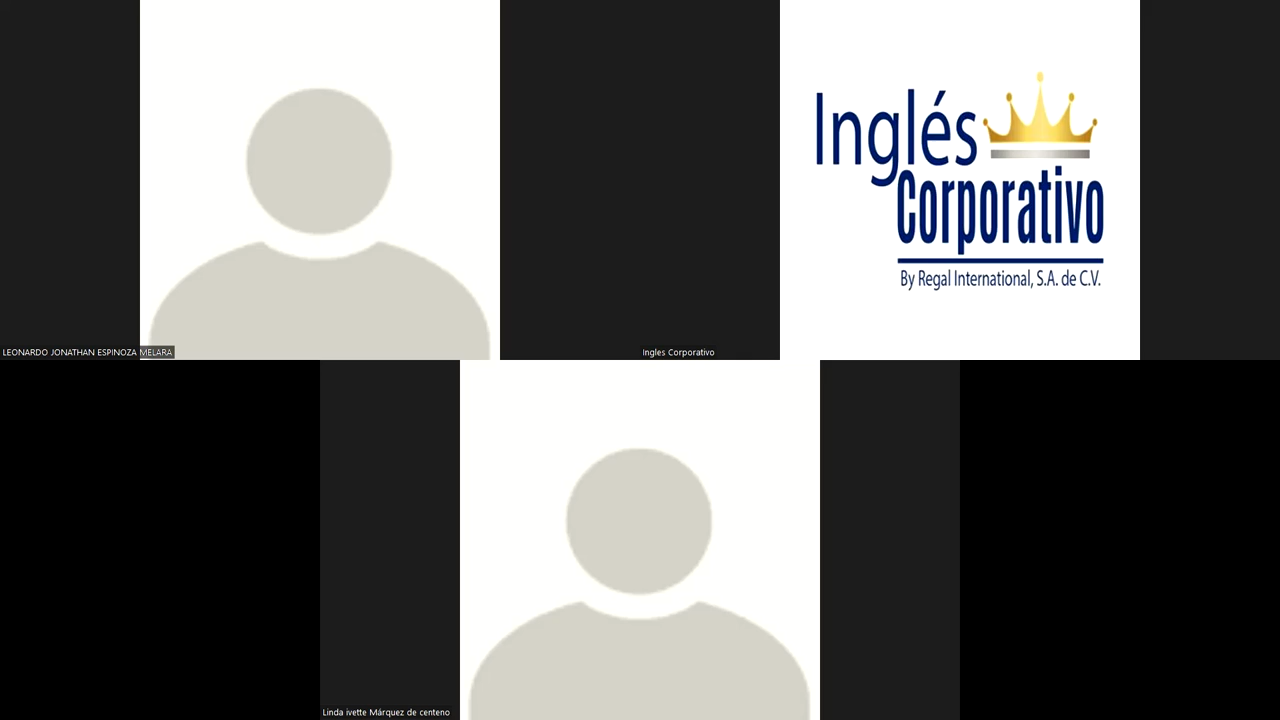 Inglés
Corporativo
By Regal International, S.A. de C.V.
LEONARDO JONATHAN ESPINOZA MELARA
Ingles Corporativo
Linda ivette Márquez de centeno